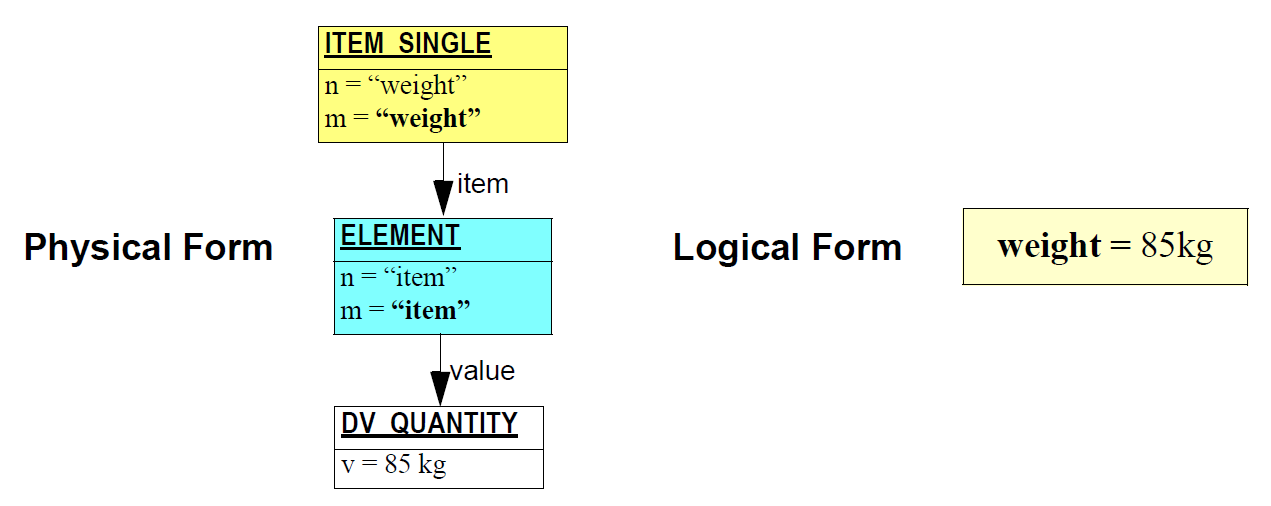 ITEM_SINGLE
n = “weight”
m = “weight”
item
Physical Form
ELEMENT
n = “item”
m = “item”
value
DV_QUANTITY
v = 85 kg
Logical Form
weight = 85kg